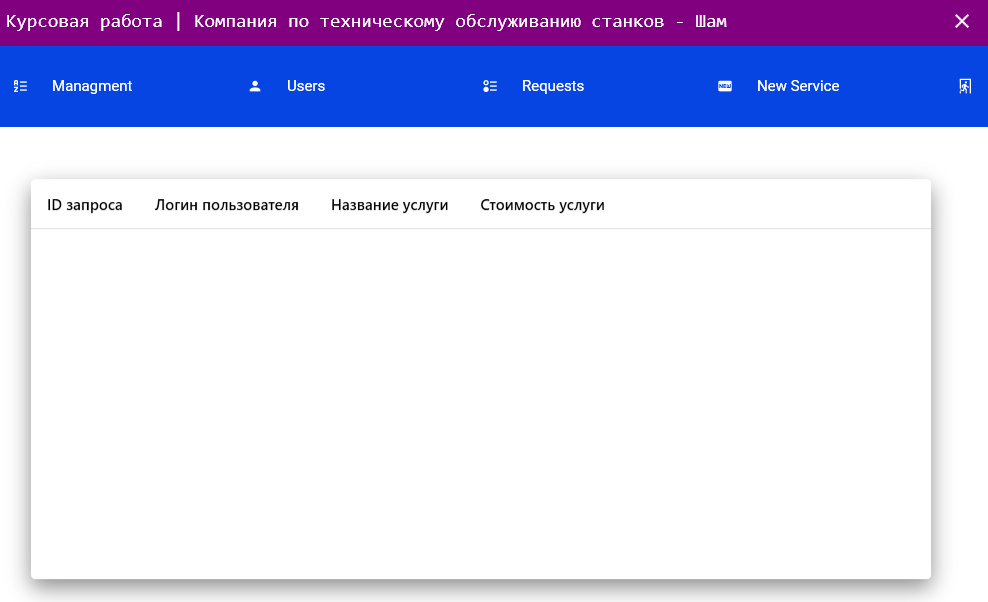 Курсовая работа | Компания по техническому обслуживанию станков - Шам
Managment Users Requests NEW New Service
ID запроса Логин пользователя Название услуги Стоимость услуги